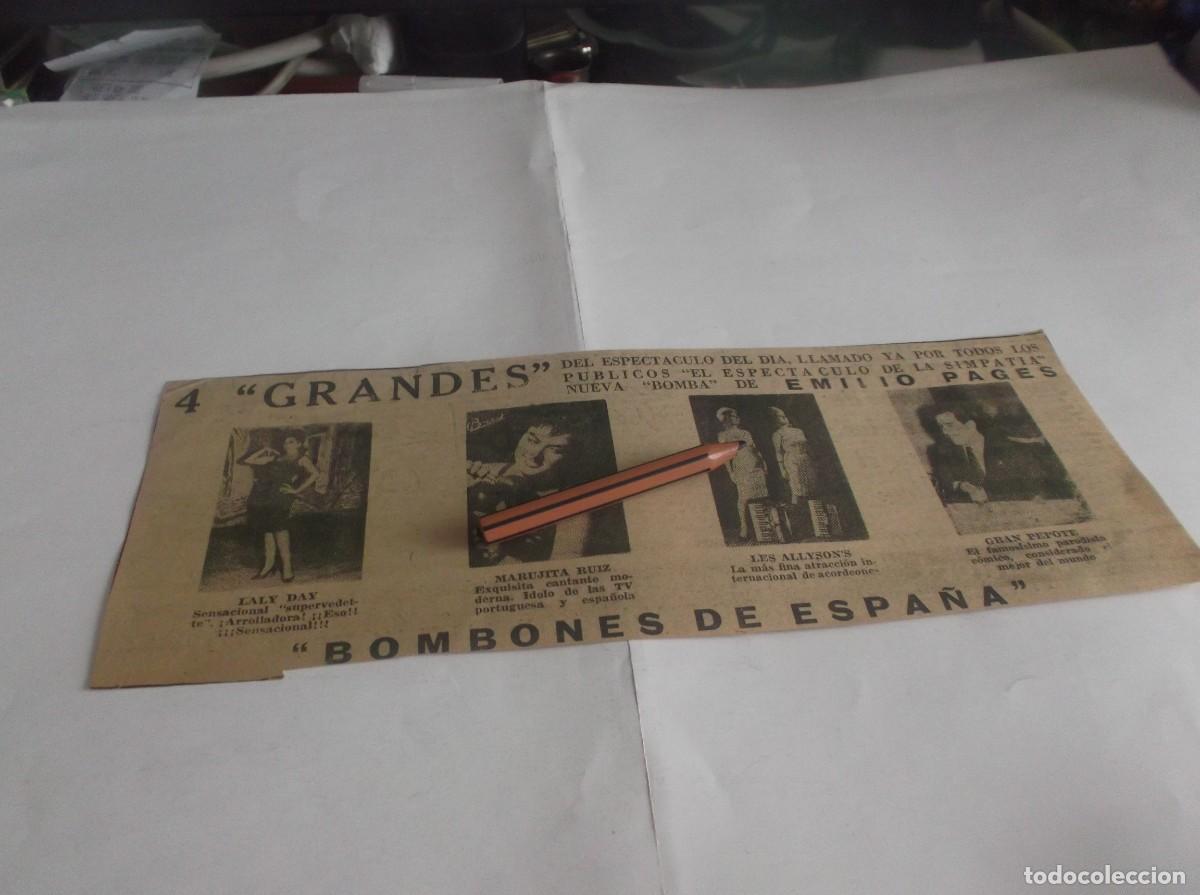 4 "GRANDES"
DEL ESPECTACULO DEL DIA, LLAMADO YA POR TODOS LOS
PUBLICOS "EL ESPECTACULO DE LA SIMPATIA"
NUEVA "BOMBA" DE EMILIO PAGES
LALY DAY
Sensacional "supervedet-
te". ¡Arrolladora! ¡¡Eso!!
¡¡¡Sensacional!!!
MARUJITA RUIZ
Exquisita cantante mo-
derna. Idolo de las TV
portuguesa y española
LES ALLYSON'S
La más fina atracción in-
ternacional de acordeone-
GRAN PEPOTE
El famosísimo parodista
cómico, considerado el
mejor del mundo
"BOMBONES DE ESPAÑA"
todocoleccion